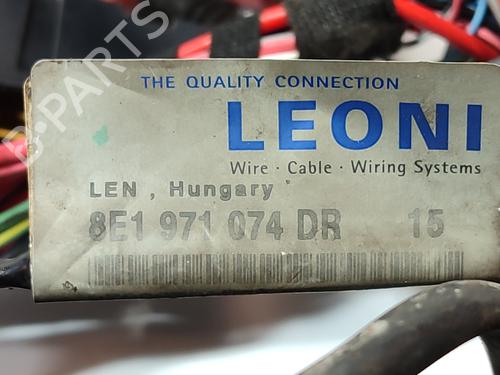 THE QUALITY CONNECTION
LEONI
Wire · Cable · Wiring Systems
LEN , Hungary
8E1 971 074 DR 15
B-PARTS